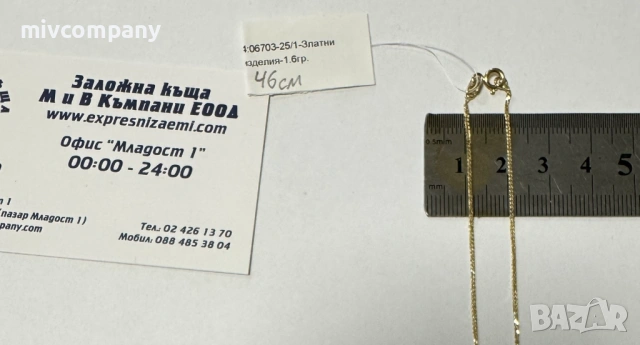 mivcompany
Заложна къща
М и В Къмпани ЕООД
www.expresnizaemi.com
Офис "Младост 1"
00:00 - 24:00
пазар Младост 1)
Тел.: 02 426 13 70
Мобил: 088 485 38 04
06703-25/1-Златни
изделия-1.6гр.
46см
0.5mm
1 2 3 4 5
mm
BAZAR